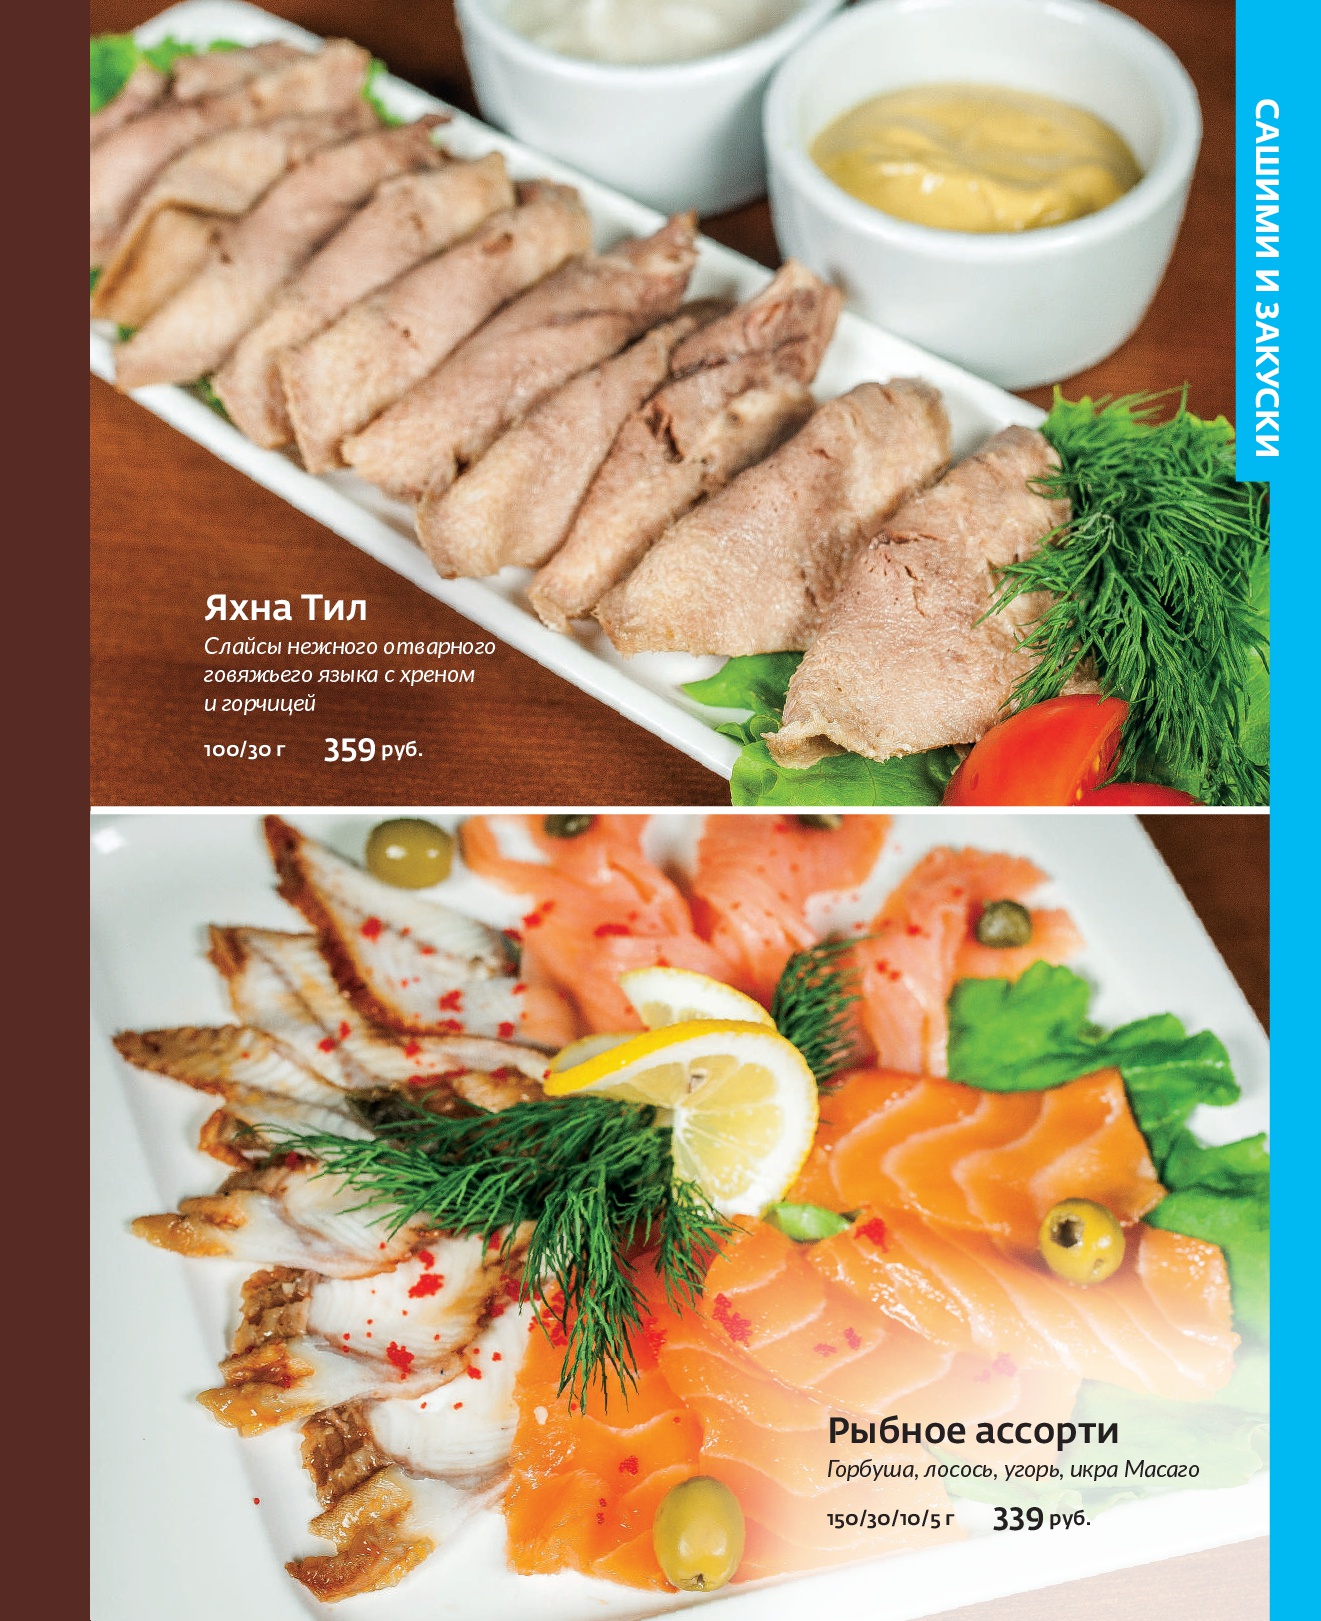 САШИМИ И ЗАКУСКИ
Яхна Тил
Слайсы нежного отварного
говяжьего языка с хреном
и горчицей
100/30 г 359 руб.
Рыбное ассорти
Горбуша, лосось, угорь, икра Масаго
150/30/10/5 г 339 руб.